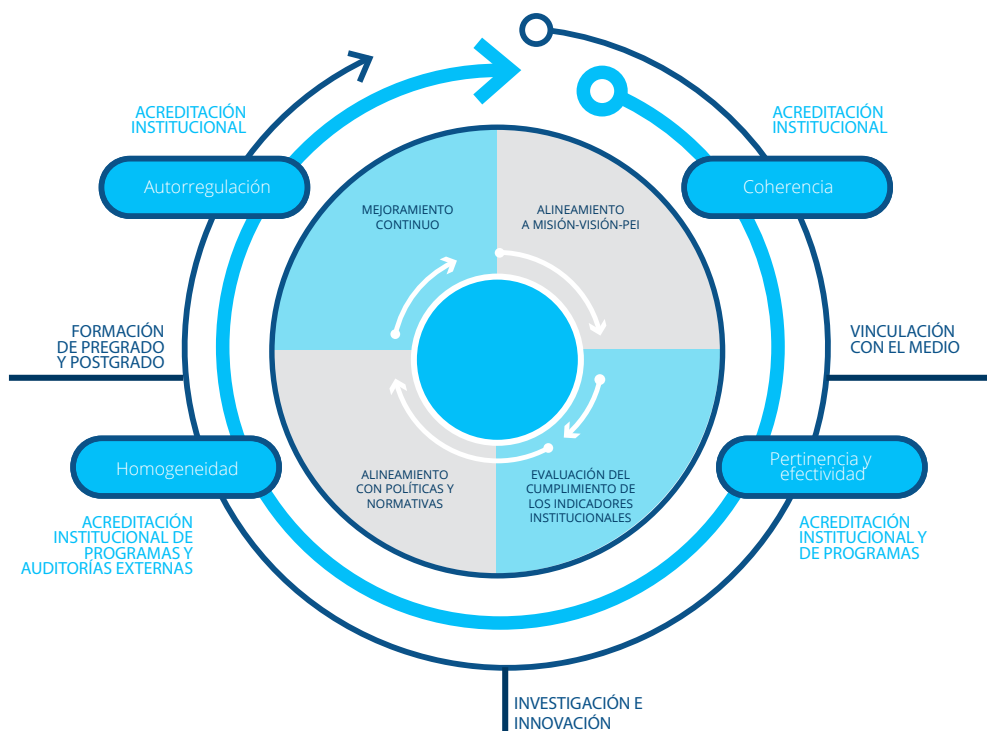 ACREDITACIÓN
INSTITUCIONAL
Autorregulación
ACREDITACIÓN
INSTITUCIONAL
Coherencia
MEJORAMIENTO
CONTINUO
ALINEAMIENTO
A MISIÓN-VISIÓN-PEI
FORMACIÓN
DE PREGRADO
Y POSTGRADO
VINCULACIÓN
CON EL MEDIO
Homogeneidad
ACREDITACIÓN
INSTITUCIONAL DE
PROGRAMAS Y
AUDITORÍAS EXTERNAS
ALINEAMIENTO
CON POLÍTICAS Y
NORMATIVAS
EVALUACIÓN DEL
CUMPLIMIENTO DE
LOS INDICADORES
INSTITUCIONALES
Pertinencia y
efectividad
ACREDITACIÓN
INSTITUCIONAL Y
DE PROGRAMAS
INVESTIGACIÓN E
INNOVACIÓN